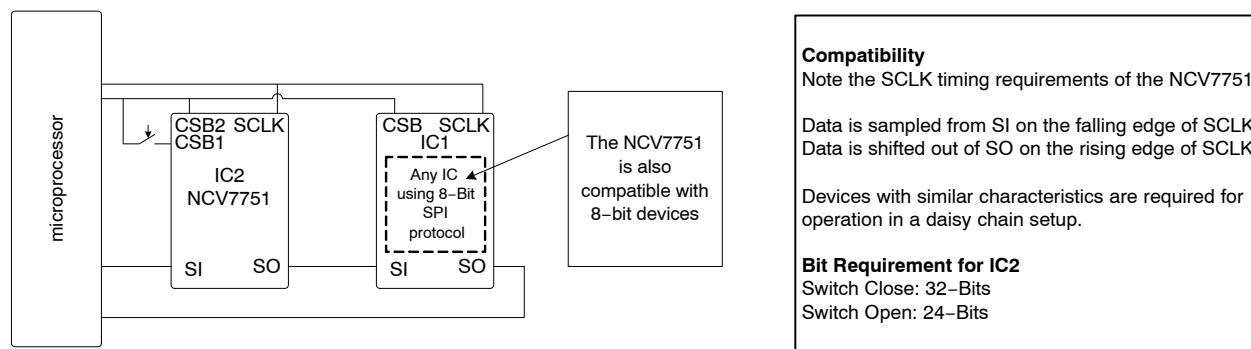 microprocessor
CSB2 SCLK
CSB1
IC2
NCV7751
SI SO
CSB SCLK
IC1
Any IC
using 8−Bit
SPI
protocol
SI SO
The NCV7751
is also
compatible with
8−bit devices
Compatibility
Note the SCLK timing requirements of the NCV7751
Data is sampled from SI on the falling edge of SCLK
Data is shifted out of SO on the rising edge of SCLK
Devices with similar characteristics are required for
operation in a daisy chain setup.
Bit Requirement for IC2
Switch Close: 32−Bits
Switch Open: 24−Bits